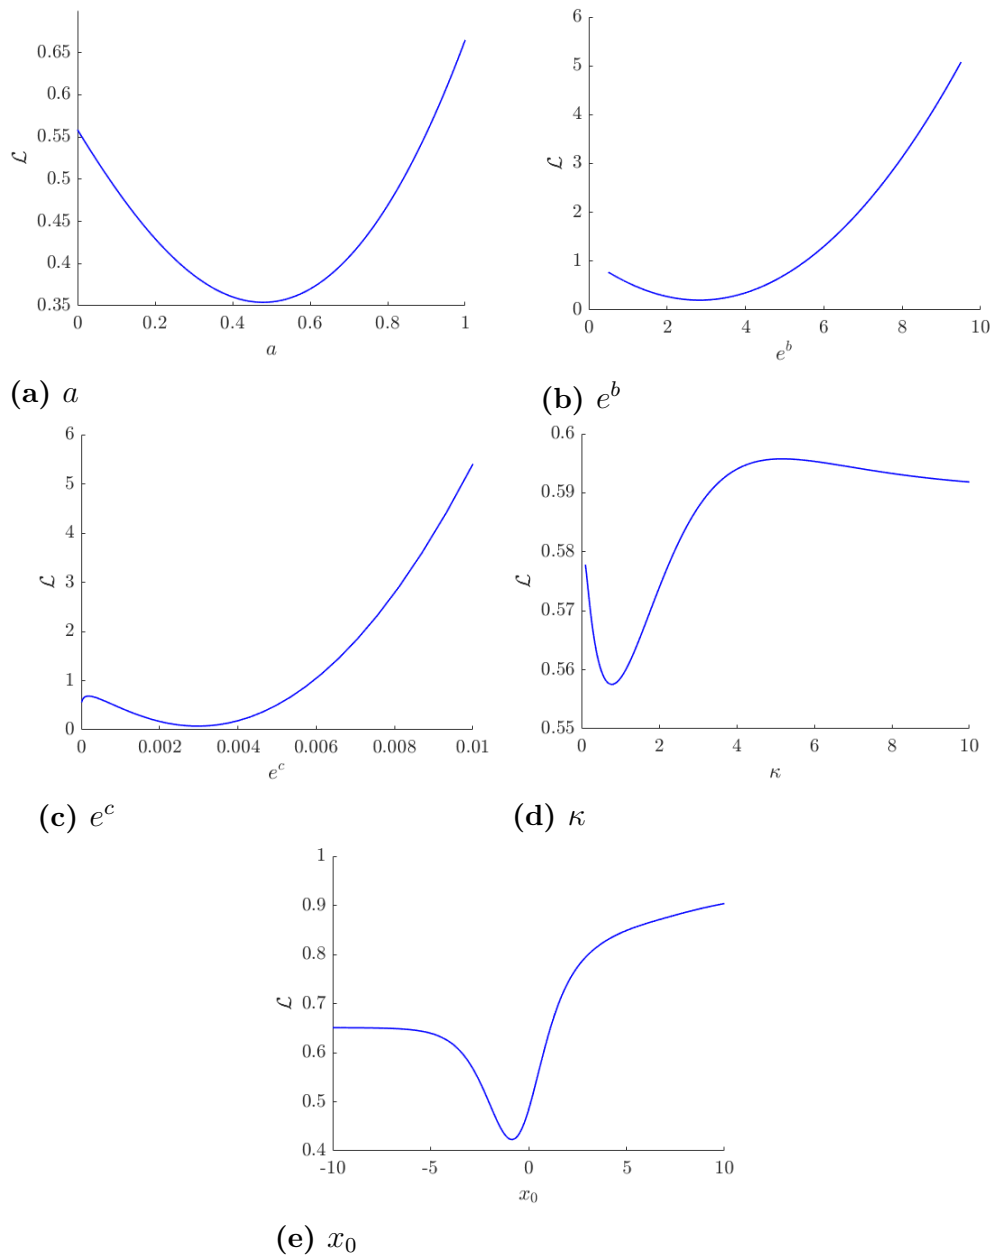 0.65
0.6
0.55
0.5
0.45
0.4
0.35
ℒ
0 0.2 0.4 0.6 0.8 1
a
(a) a
6
5
4
3
2
1
0
ℒ
0 2 4 6 8 10
e^b
(b) e^b
6
5
4
3
2
1
0
ℒ
0 0.002 0.004 0.006 0.008 0.01
e^c
(c) e^c
0.6
0.59
0.58
0.57
0.56
0.55
ℒ
0 2 4 6 8 10
κ
(d) κ
1
0.9
0.8
0.7
0.6
0.5
0.4
ℒ
-10 -5 0 5 10
x₀
(e) x₀